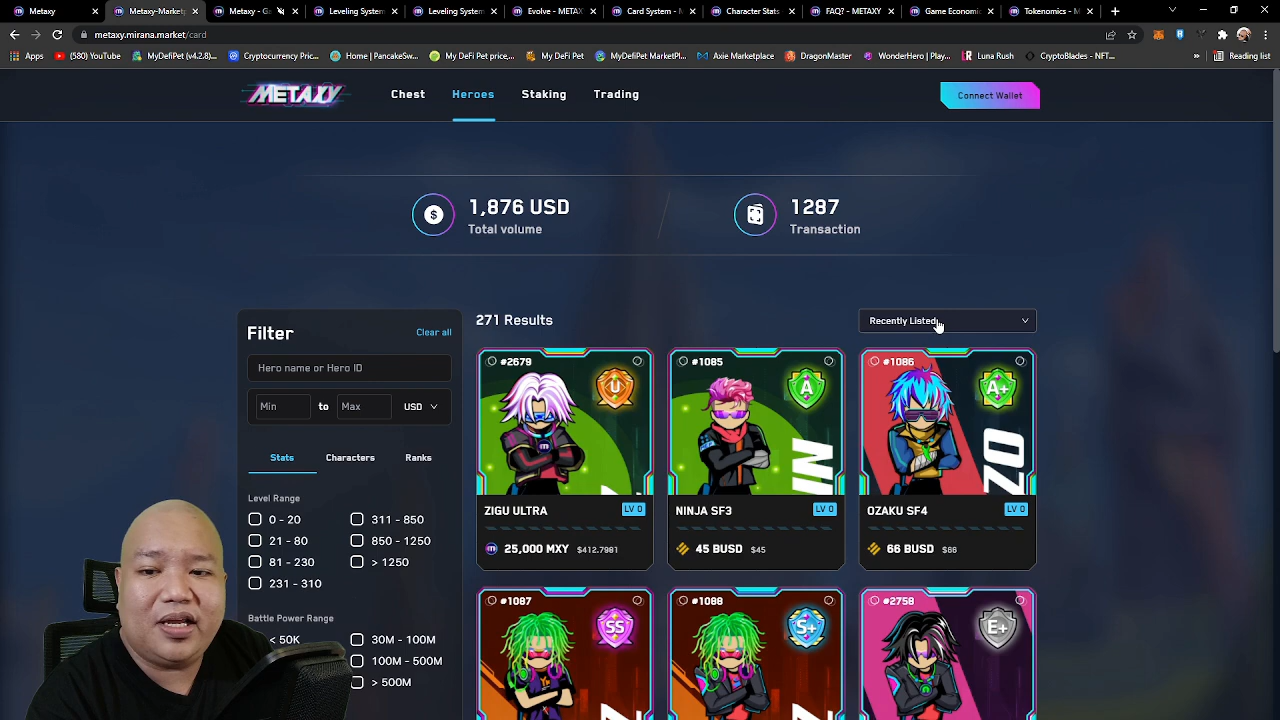 Metaxy
Metaxy-Market
Metaxy - Ga
Leveling System
Leveling System
Evolve - METAX
Card System - M
Character Stats
FAQ? - METAXY
Game Economic
Tokenomics - M
metaxy.mirana.market/card
Apps
(580) YouTube
MyDefiPet (v4.2.8)...
Cryptocurrency Pric...
Home | PancakeSw...
My DeFi Pet price,...
My Defi Pet
MyDefiPet MarketPl...
Axie Marketplace
DragonMaster
WonderHero | Play...
Luna Rush
CryptoBlades - NFT...
»
Reading list
METAXY
Chest
Heroes
Staking
Trading
Connect Wallet
$
1,876 USD
Total volume
1287
Transaction
Filter
Clear all
271 Results
Recently Listed
Hero name or Hero ID
Min
to
Max
USD
Stats
Characters
Ranks
Level Range
0 - 20
311 - 850
21 - 80
850 - 1250
81 - 230
> 1250
231 - 310
Battle Power Range
< 50K
30M - 100M
100M - 500M
> 500M
#2679
U
ZIGU ULTRA
LV 0
25,000 MXY
$412.7981
#1085
A
NIN
NINJA SF3
LV 0
45 BUSD
$45
#1086
A+
OZ
OZAKU SF4
LV 0
66 BUSD
$66
#1087
SS
#1088
S+
#2758
E+